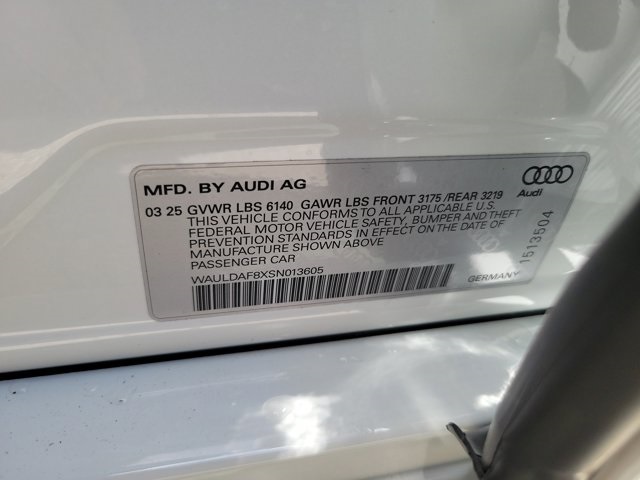 MFD. BY AUDI AG
Audi
03 25 GVWR LBS 6140 GAWR LBS FRONT 3175 /REAR 3219
THIS VEHICLE CONFORMS TO ALL APPLICABLE U.S.
FEDERAL MOTOR VEHICLE SAFETY, BUMPER AND THEFT
PREVENTION STANDARDS IN EFFECT ON THE DATE OF
MANUFACTURE SHOWN ABOVE
PASSENGER CAR
WAULDAF8XSN013605
GERMANY
1513504